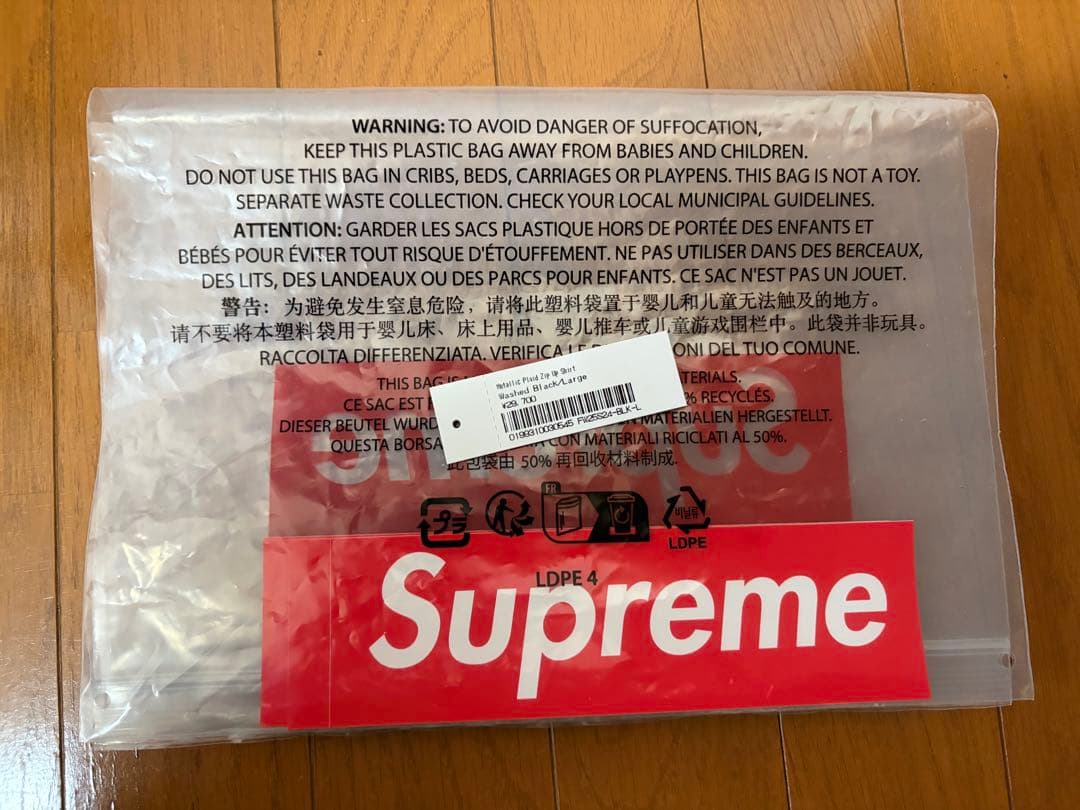 WARNING: TO AVOID DANGER OF SUFFOCATION,
KEEP THIS PLASTIC BAG AWAY FROM BABIES AND CHILDREN.
DO NOT USE THIS BAG IN CRIBS, BEDS, CARRIAGES OR PLAYPENS. THIS BAG IS NOT A TOY.
SEPARATE WASTE COLLECTION. CHECK YOUR LOCAL MUNICIPAL GUIDELINES.
ATTENTION: GARDER LES SACS PLASTIQUE HORS DE PORTÉE DES ENFANTS ET
BÉBÉS POUR ÉVITER TOUT RISQUE D'ÉTOUFFEMENT. NE PAS UTILISER DANS DES BERCEAUX,
DES LITS, DES LANDEAUX OU DES PARCS POUR ENFANTS. CE SAC N'EST PAS UN JOUET.
警告：为避免发生窒息危险，请将此塑料袋置于婴儿和儿童无法触及的地方。
请不要将本塑料袋用于婴儿床、床上用品、婴儿推车或儿童游戏围栏中。此袋并非玩具。
RACCOLTA DIFFERENZIATA. VERIFICA LE ONI DEL TUO COMUNE.
THIS BAG TERIALS.
CE SAC EST % RECYCLÉS.
DIESER BEUTEL WURD MATERIALIEN HERGESTELLT.
QUESTA BORSA CON MATERIALI RICICLATI AL 50%.
此包袋由 50% 再回收材料制成.
Metallic Plaid Zip Up Shirt
Washed Black/Large
¥29,700
0199310030545 FW25S24-BLK-L
Supreme
プラ
FR
비닐류
LDPE
LDPE 4
Supreme